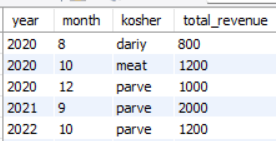 year month kosher total_revenue
2020 8 dariy 800
2020 10 meat 1200
2020 12 parve 1000
2021 9 parve 2000
2022 10 parve 1200